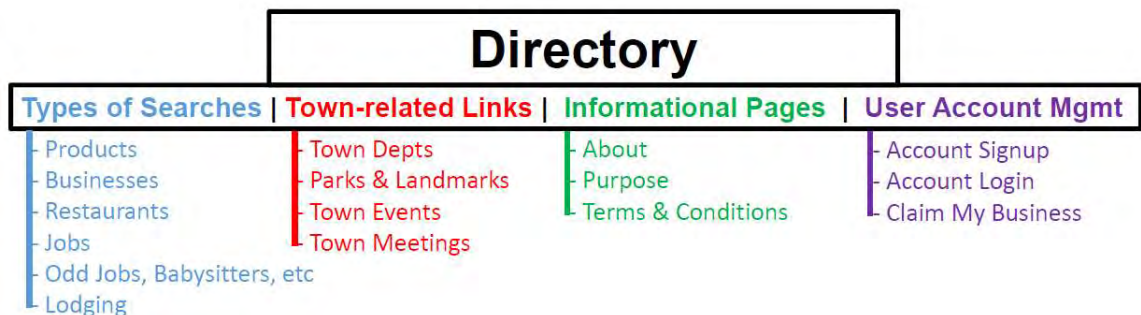 Directory
Types of Searches | Town-related Links | Informational Pages | User Account Mgmt
- Products
- Businesses
- Restaurants
- Jobs
- Odd Jobs, Babysitters, etc
- Lodging
- Town Depts
- Parks & Landmarks
- Town Events
- Town Meetings
- About
- Purpose
- Terms & Conditions
- Account Signup
- Account Login
- Claim My Business